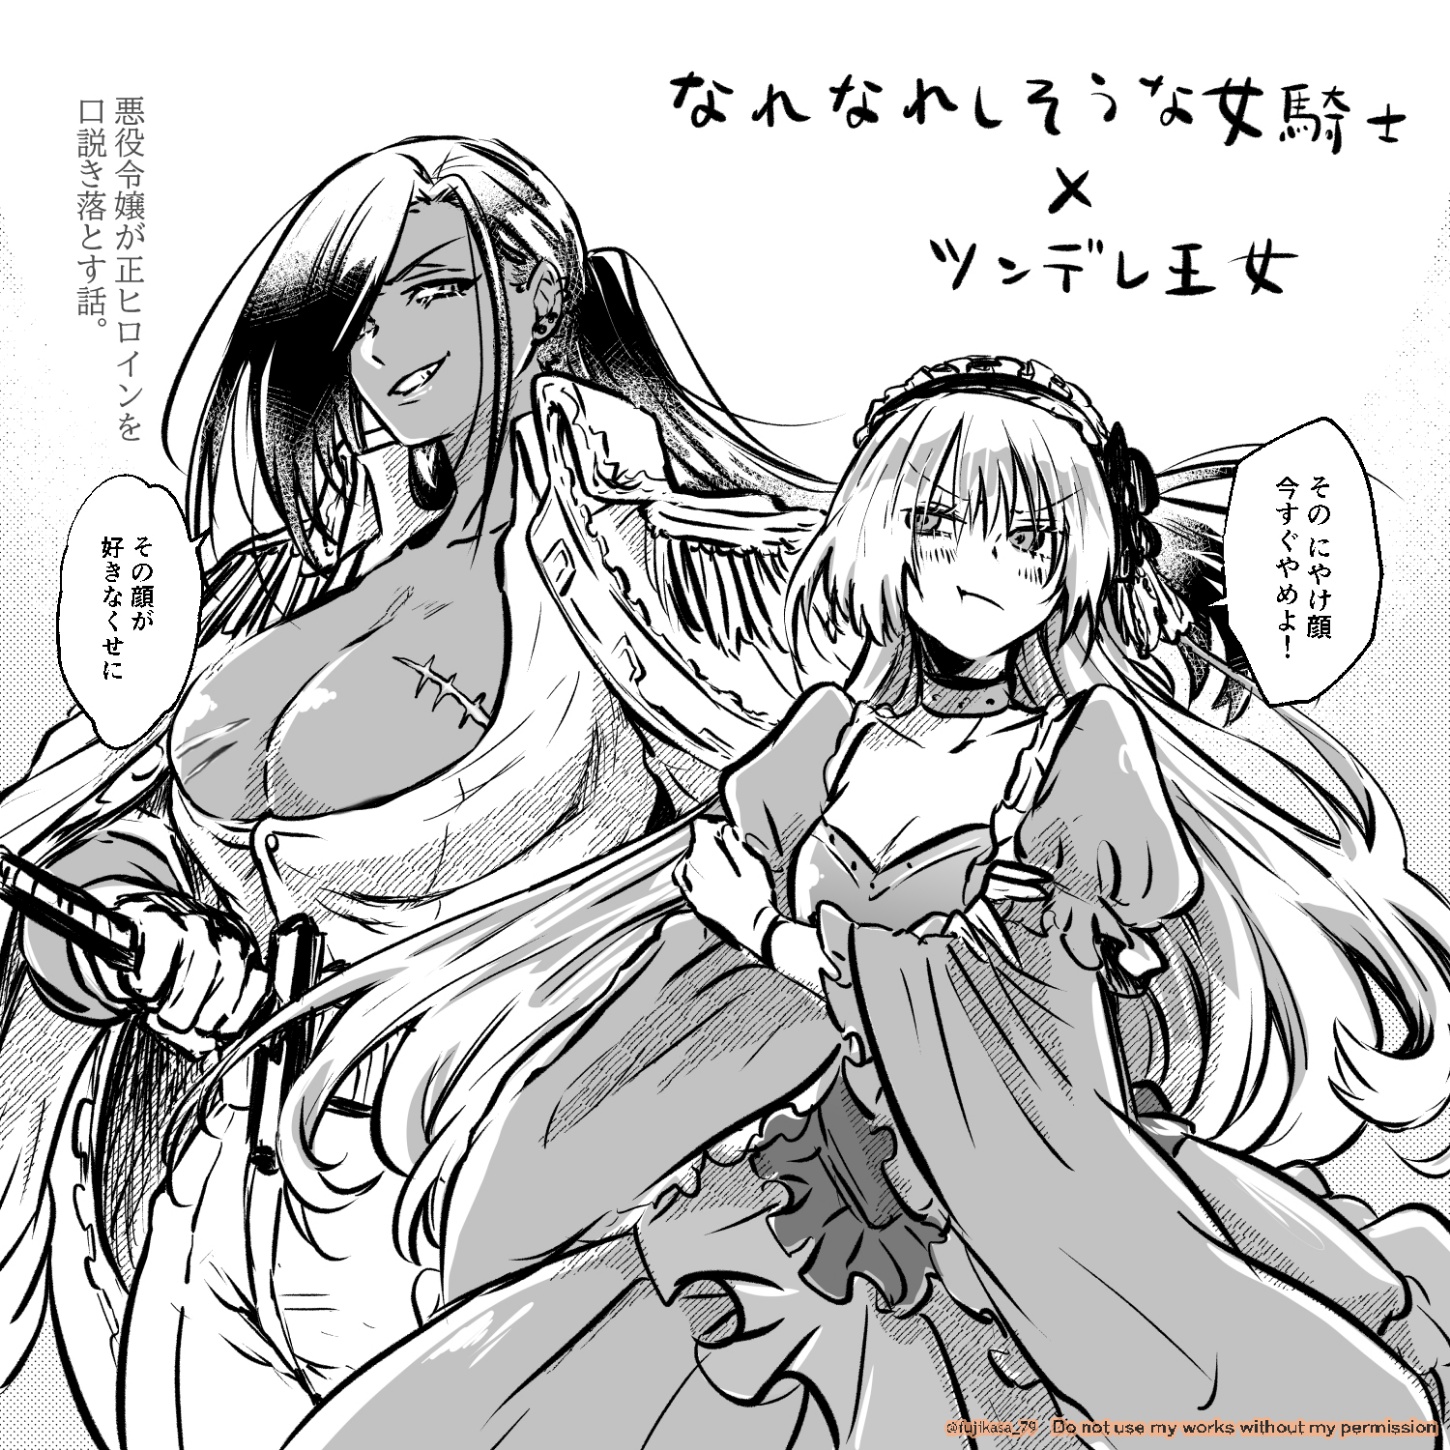 なれなれしそうな女騎士
×
ツンデレ王女
悪役令嬢が正ヒロインを
口説き落とす話。
そのにやけ顔
今すぐやめよ！
その顔が
好きなくせに
@fujikasa_79 Do not use my works without my permission